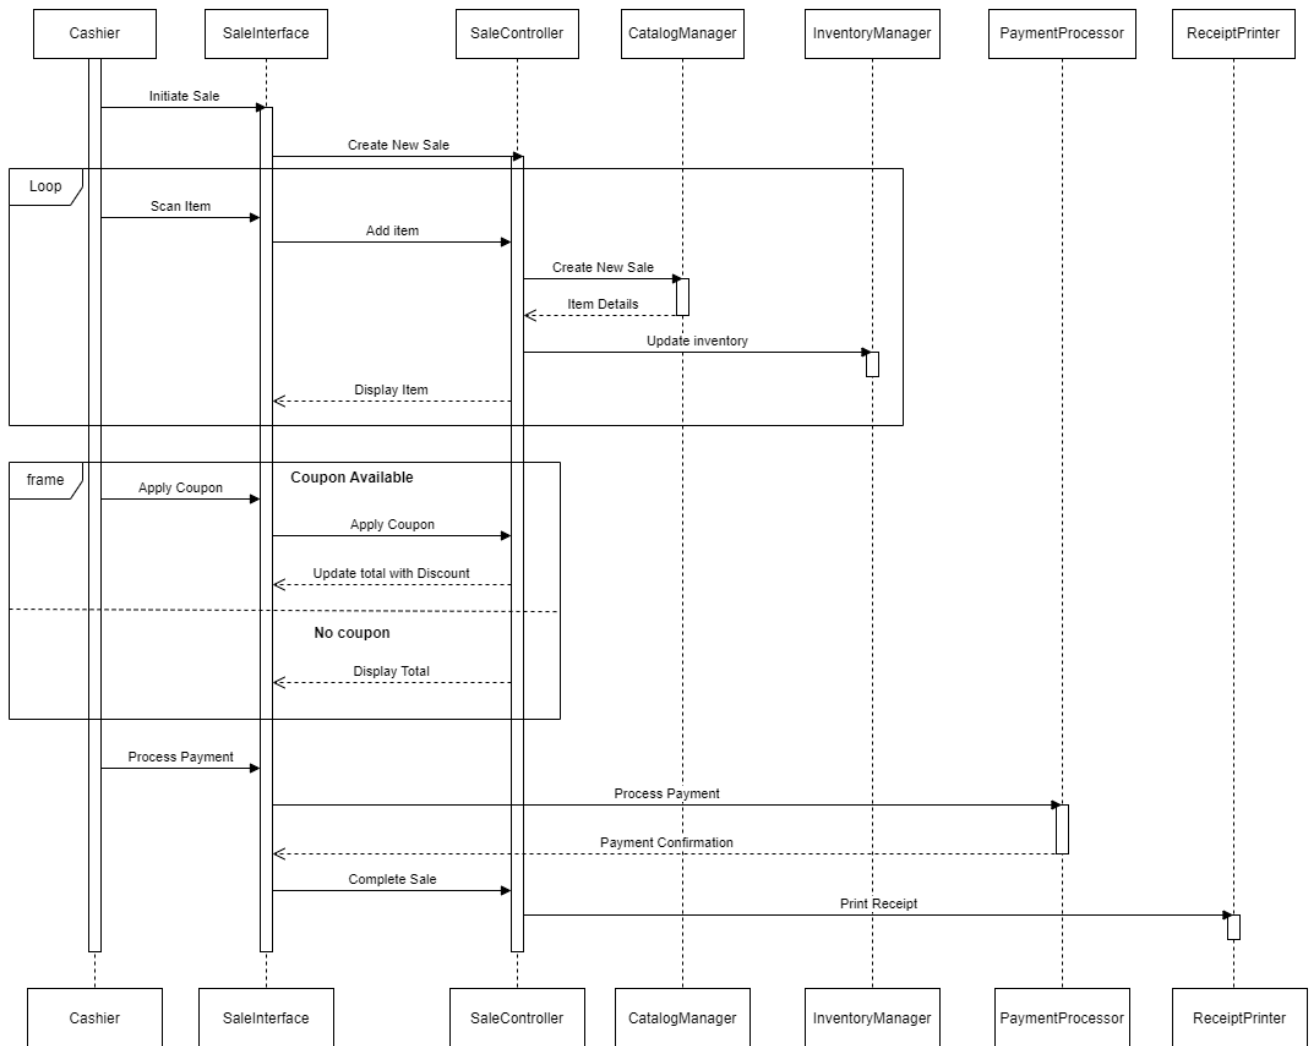 Cashier
SaleInterface
SaleController
CatalogManager
InventoryManager
PaymentProcessor
ReceiptPrinter
Initiate Sale
Create New Sale
Loop
Scan Item
Add item
Create New Sale
Item Details
Update inventory
Display Item
frame
Coupon Available
Apply Coupon
Apply Coupon
Update total with Discount
No coupon
Display Total
Process Payment
Process Payment
Payment Confirmation
Complete Sale
Print Receipt
Cashier
SaleInterface
SaleController
CatalogManager
InventoryManager
PaymentProcessor
ReceiptPrinter